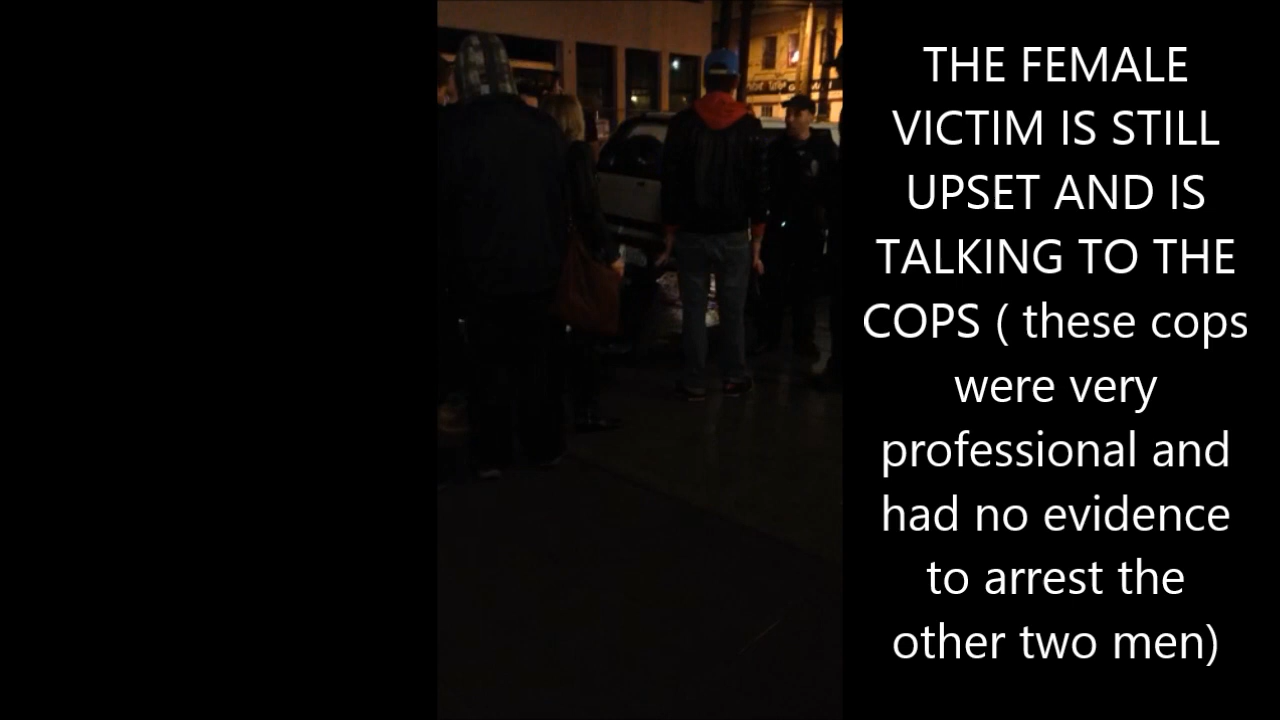 THE FEMALE
VICTIM IS STILL
UPSET AND IS
TALKING TO THE
COPS ( these cops
were very
professional and
had no evidence
to arrest the
other two men)